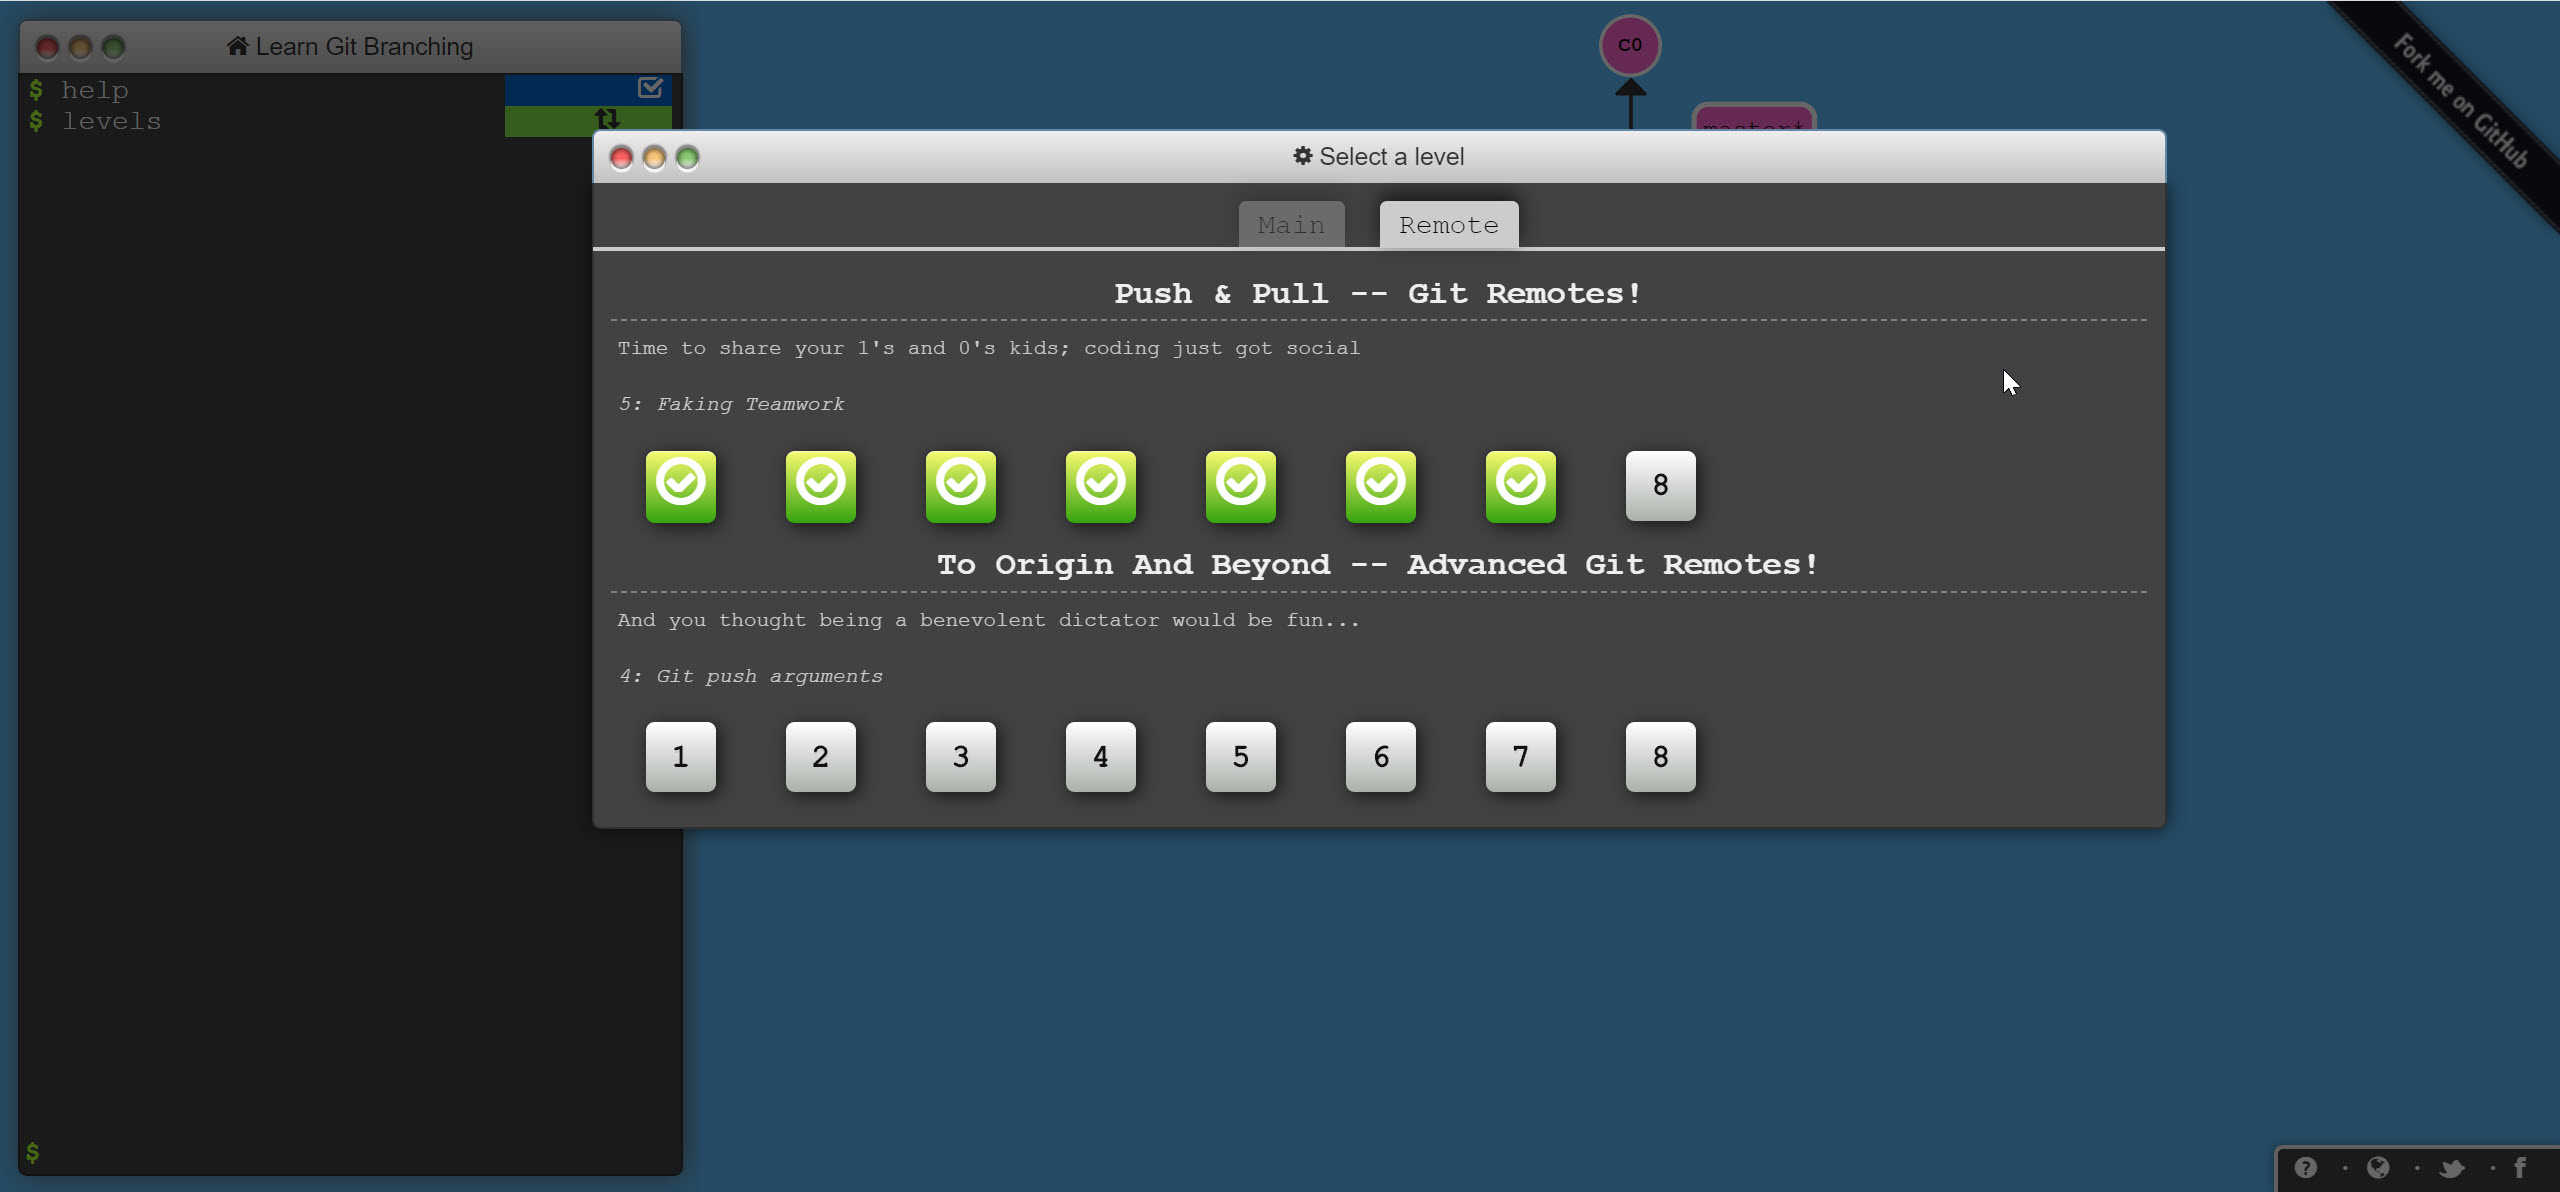 Learn Git Branching
$ help
$ levels
C0
master*
Fork me on GitHub
Select a level
Main Remote
Push & Pull -- Git Remotes!
Time to share your 1's and 0's kids; coding just got social
5: Faking Teamwork
8
To Origin And Beyond -- Advanced Git Remotes!
And you thought being a benevolent dictator would be fun...
4: Git push arguments
1 2 3 4 5 6 7 8
$